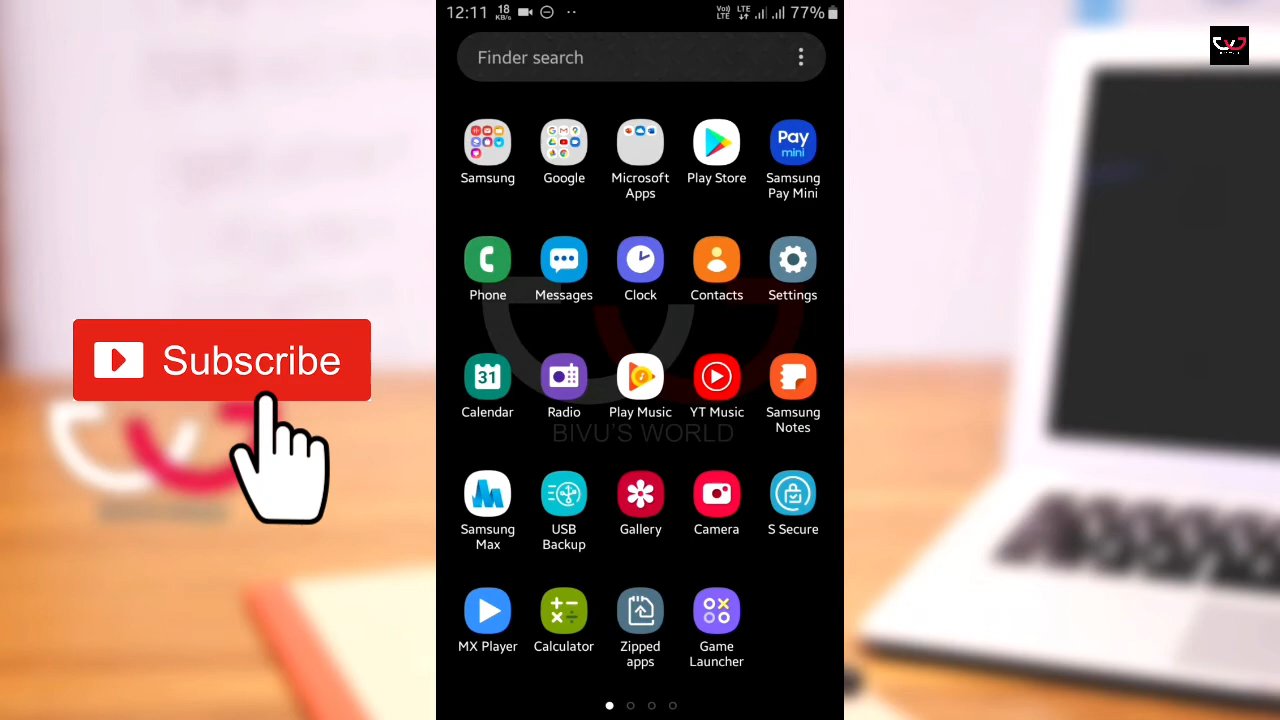 12:11 18 KB/s Vo)) LTE LTE 77%
Finder search
Samsung Google Microsoft Apps Play Store Samsung Pay Mini
Pay mini
Phone Messages Clock Contacts Settings
Subscribe
31
Calendar Radio Play Music YT Music Samsung Notes
BIVU'S WORLD
Samsung Max USB Backup Gallery Camera S Secure
MX Player Calculator Zipped apps Game Launcher